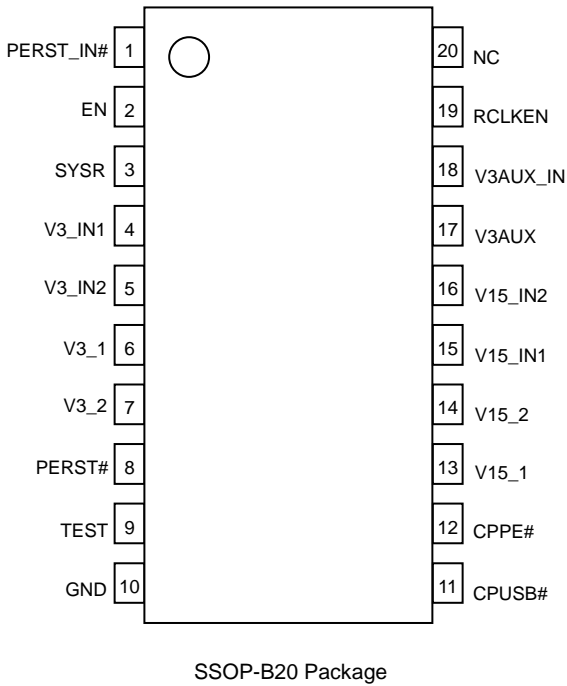 PERST_IN# 1 20 NC
EN 2 19 RCLKEN
SYSR 3 18 V3AUX_IN
V3_IN1 4 17 V3AUX
V3_IN2 5 16 V15_IN2
V3_1 6 15 V15_IN1
V3_2 7 14 V15_2
PERST# 8 13 V15_1
TEST 9 12 CPPE#
GND 10 11 CPUSB#
SSOP-B20 Package